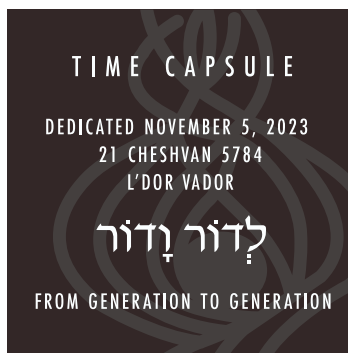 TIME CAPSULE
DEDICATED NOVEMBER 5, 2023
21 CHESHVAN 5784
L'DOR VADOR
לְדוֹר וָדוֹר
FROM GENERATION TO GENERATION